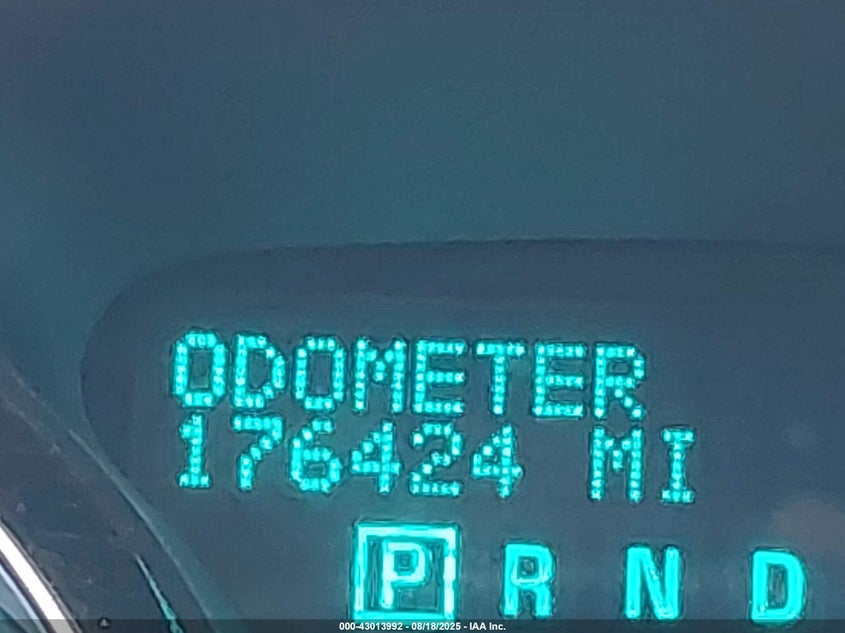 ODOMETER
176424 MI
P R N D
000-43013992 - 08/18/2025 - IAA Inc.